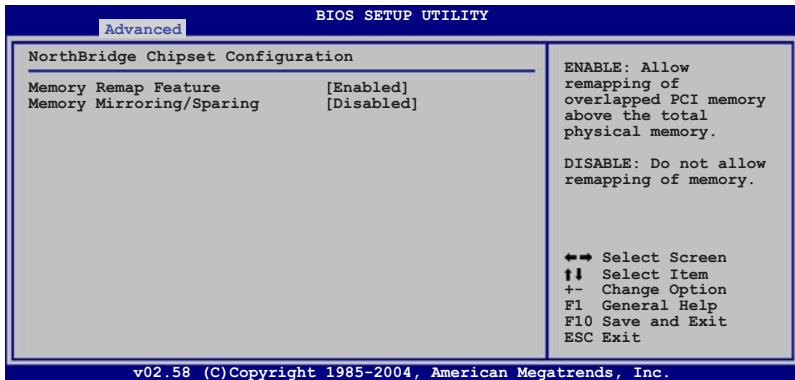 BIOS SETUP UTILITY
Advanced
NorthBridge Chipset Configuration
Memory Remap Feature [Enabled]
Memory Mirroring/Sparing [Disabled]
ENABLE: Allow
remapping of
overlapped PCI memory
above the total
physical memory.
DISABLE: Do not allow
remapping of memory.
←→ Select Screen
↑↓ Select Item
+- Change Option
F1 General Help
F10 Save and Exit
ESC Exit
v02.58 (C)Copyright 1985-2004, American Megatrends, Inc.